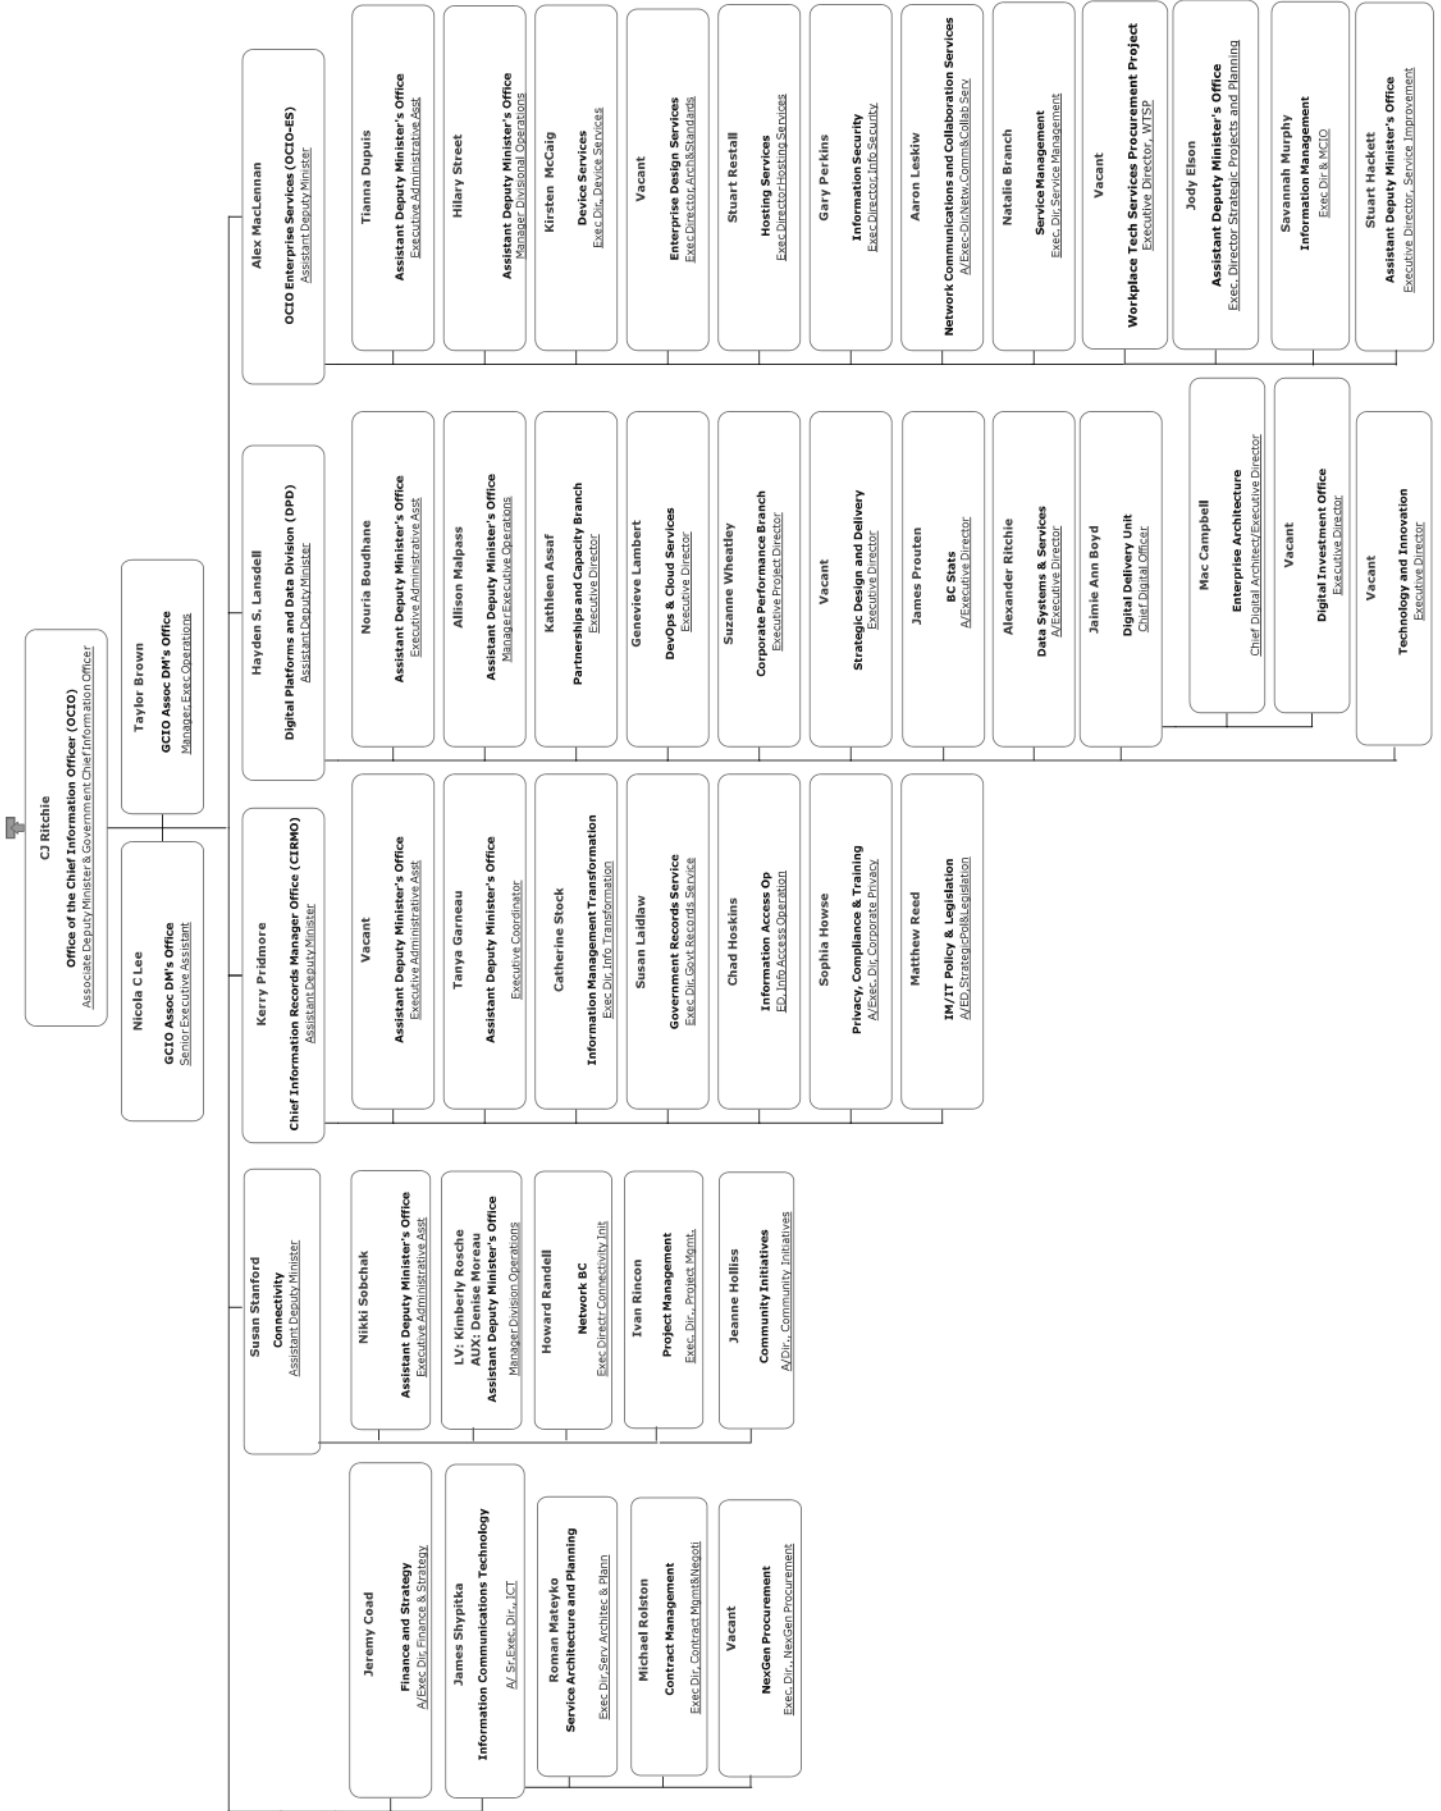 CJ Ritchie
Office of the Chief Information Officer (OCIO)
Associate Deputy Minister & Government Chief Information Officer
Nicola C Lee
GCIO Assoc DM's Office
Senior Executive Assistant
Taylor Brown
GCIO Assoc DM's Office
Manager, Exec Operations
Jeremy Coad
Finance and Strategy
A/Exec Dir, Finance & Strategy
James Shypitka
Information Communications Technology
A/ Sr.Exec. Dir., ICT
Roman Mateyko
Service Architecture and Planning
Exec Dir,Serv Architec & Plann
Michael Rolston
Contract Management
Exec Dir, Contract Mgmt&Negoti
Vacant
NexGen Procurement
Exec. Dir., NexGen Procurement
Susan Stanford
Connectivity
Assistant Deputy Minister
Nikki Sobchak
Assistant Deputy Minister's Office
Executive Administrative Asst
LV: Kimberly Rosche
AUX: Denise Moreau
Assistant Deputy Minister's Office
Manager Division Operations
Howard Randell
Network BC
Exec Directr Connectivity Init
Ivan Rincon
Project Management
Exec. Dir., Project Mgmt.
Jeanne Holliss
Community Initiatives
A/Dir., Community Initiatives
Kerry Pridmore
Chief Information Records Manager Office (CIRMO)
Assistant Deputy Minister
Vacant
Assistant Deputy Minister's Office
Executive Administrative Asst
Tanya Garneau
Assistant Deputy Minister's Office
Executive Coordinator
Catherine Stock
Information Management Transformation
Exec Dir, Info Transformation
Susan Laidlaw
Government Records Service
Exec Dir, Govt Records Service
Chad Hoskins
Information Access Op
ED, Info Access Operation
Sophia Howse
Privacy, Compliance & Training
A/Exec. Dir, Corporate Privacy
Matthew Reed
IM/IT Policy & Legislation
A/ED,StrategicPol&Legislation
Hayden S. Lansdell
Digital Platforms and Data Division (DPD)
Assistant Deputy Minister
Nouria Boudhane
Assistant Deputy Minister's Office
Executive Administrative Asst
Allison Malpass
Assistant Deputy Minister's Office
Manager Executive Operations
Kathleen Assaf
Partnerships and Capacity Branch
Executive Director
Genevieve Lambert
DevOps & Cloud Services
Executive Director
Suzanne Wheatley
Corporate Performance Branch
Executive Project Director
Vacant
Strategic Design and Delivery
Executive Director
James Prouten
BC Stats
A/Executive Director
Alexander Ritchie
Data Systems & Services
A/Executive Director
Jaimie Ann Boyd
Digital Delivery Unit
Chief Digital Officer
Mac Campbell
Enterprise Architecture
Chief Digital Architect/Executive Director
Vacant
Digital Investment Office
Executive Director
Vacant
Technology and Innovation
Executive Director
Alex MacLennan
OCIO Enterprise Services (OCIO-ES)
Assistant Deputy Minister
Tianna Dupuis
Assistant Deputy Minister's Office
Executive Administrative Asst
Hilary Street
Assistant Deputy Minister's Office
Manager Divisional Operations
Kirsten McCaig
Device Services
Exec Dir., Device Services
Vacant
Enterprise Design Services
Exec Director,Arch&Standards
Stuart Restall
Hosting Services
Exec Director Hosting Services
Gary Perkins
Information Security
Exec Director, Info Security
Aaron Leskiw
Network Communications and Collaboration Services
A/Exec-Dir,Netw.Comm&Collab Serv
Natalie Branch
Service Management
Exec. Dir, Service Management
Vacant
Workplace Tech Services Procurement Project
Executive Director, WTSP
Jody Elson
Assistant Deputy Minister's Office
Exec. Director Strategic Projects and Planning
Savannah Murphy
Information Management
Exec Dir & MCIO
Stuart Hackett
Assistant Deputy Minister's Office
Executive Director, Service Improvement